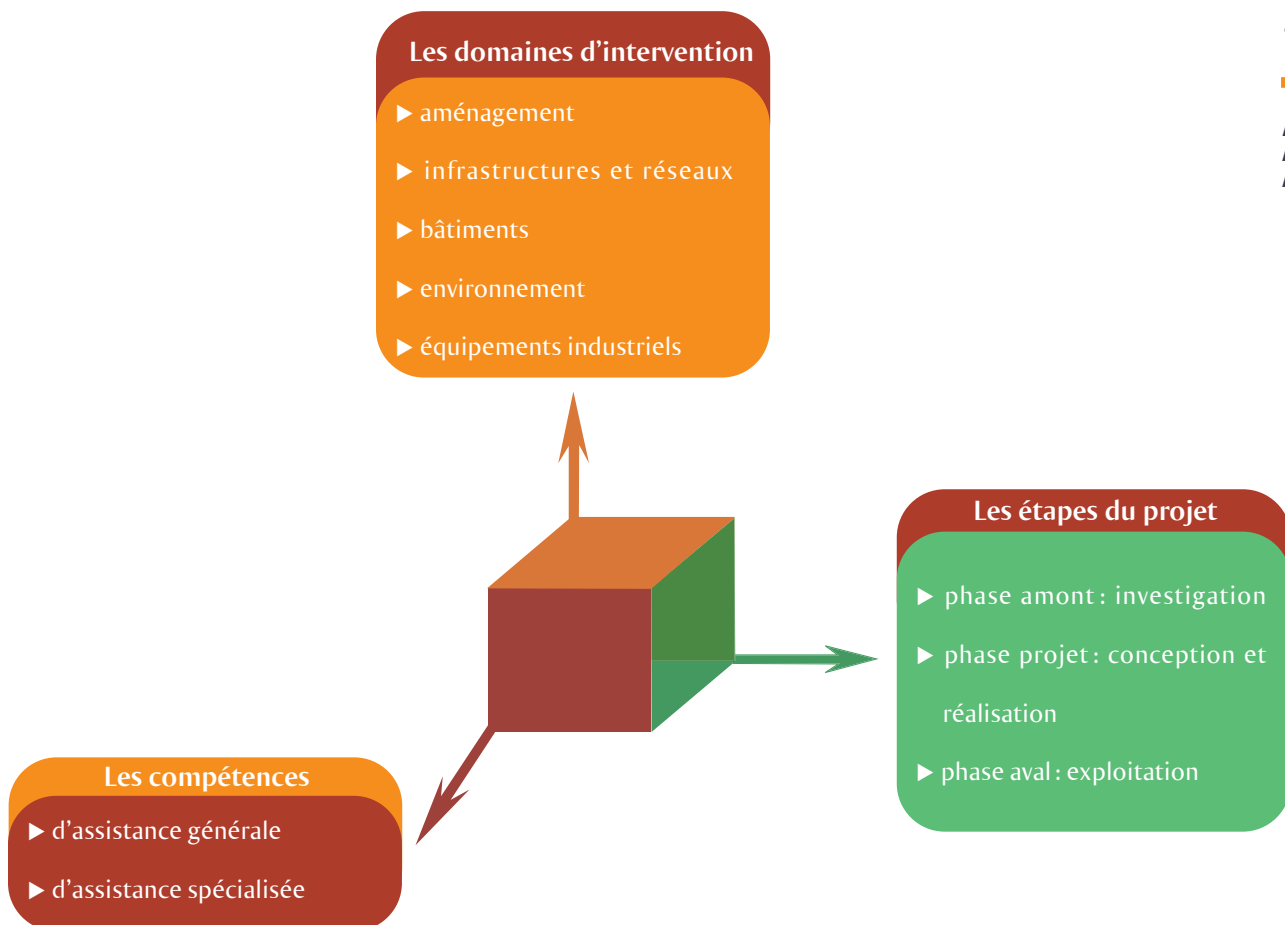 Les domaines d’intervention
▶ aménagement
▶ infrastructures et réseaux
▶ bâtiments
▶ environnement
▶ équipements industriels
Les étapes du projet
▶ phase amont : investigation
▶ phase projet : conception et
réalisation
▶ phase aval : exploitation
Les compétences
▶ d’assistance générale
▶ d’assistance spécialisée